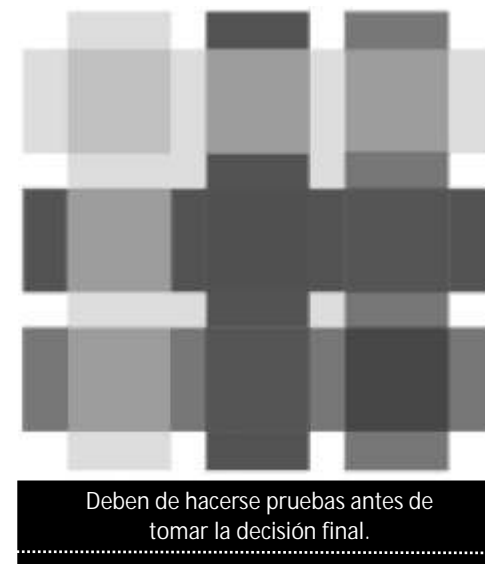 Deben de hacerse pruebas antes de
tomar la decisión final.